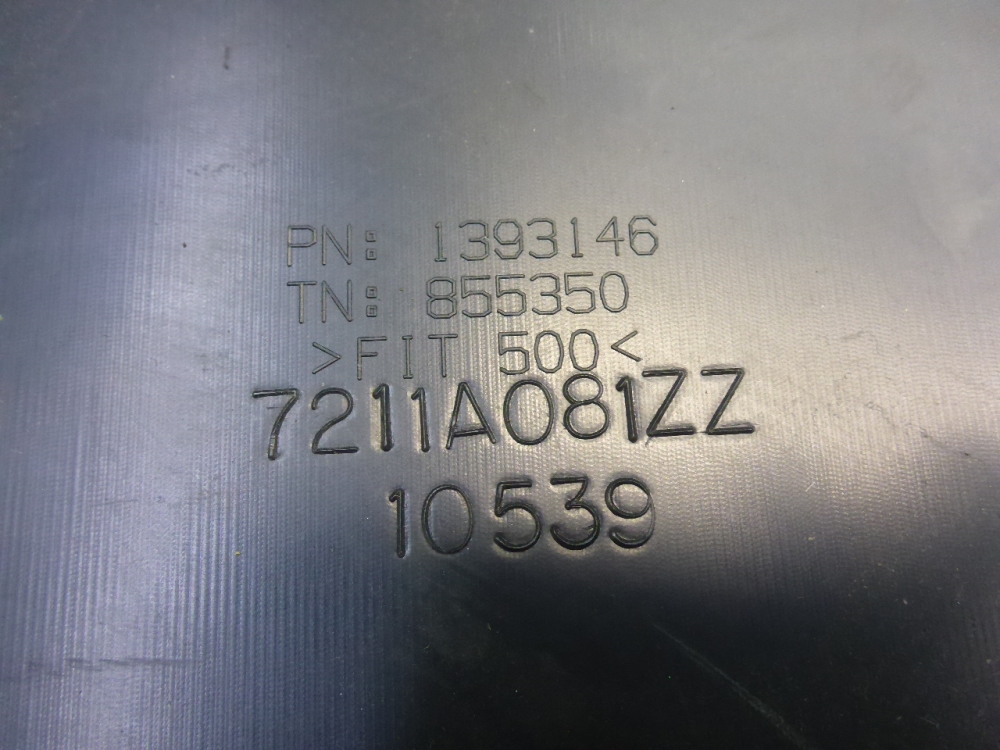 PN: 1393146
TN: 855350
>FIT 500<
7211A081ZZ
10539